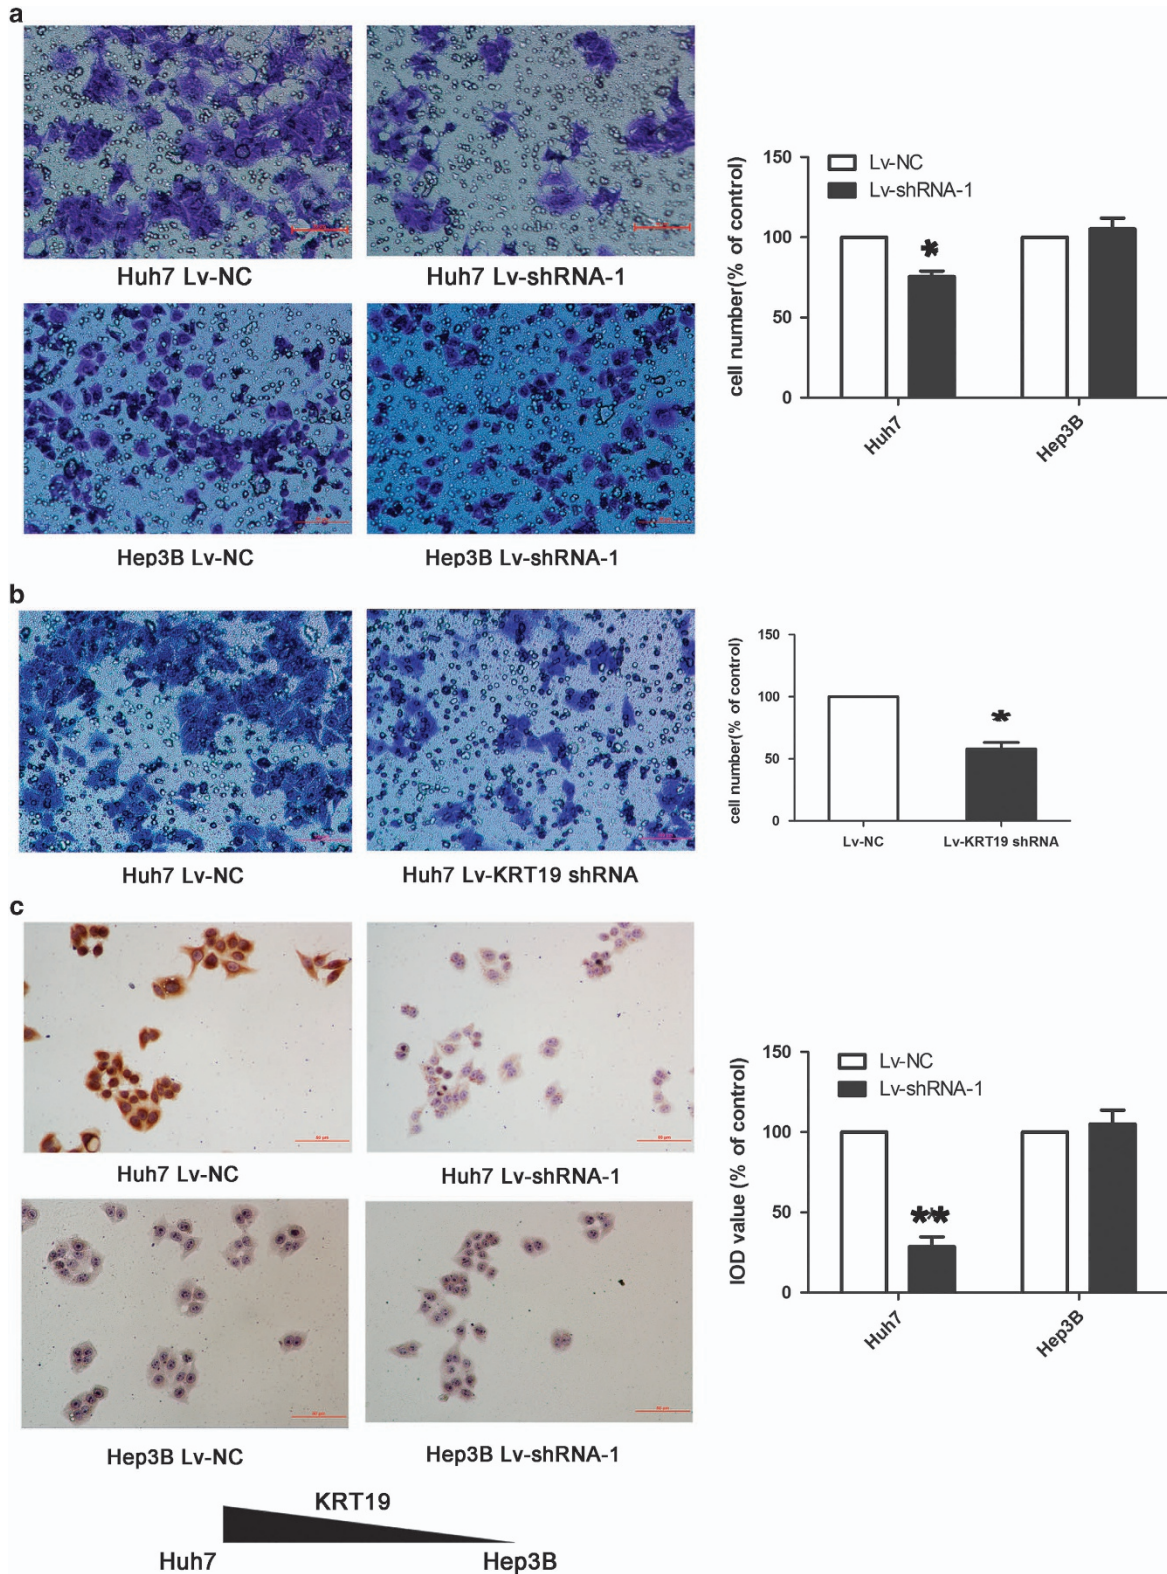 a
Huh7 Lv-NC
Huh7 Lv-shRNA-1
Hep3B Lv-NC
Hep3B Lv-shRNA-1
cell number(% of control)
150
100
50
0
Lv-NC
Lv-shRNA-1
*
Huh7
Hep3B
b
Huh7 Lv-NC
Huh7 Lv-KRT19 shRNA
cell number(% of control)
150
100
50
0
*
Lv-NC
Lv-KRT19 shRNA
c
Huh7 Lv-NC
Huh7 Lv-shRNA-1
Hep3B Lv-NC
Hep3B Lv-shRNA-1
IOD value (% of control)
150
100
50
0
Lv-NC
Lv-shRNA-1
**
Huh7
Hep3B
KRT19
Huh7
Hep3B